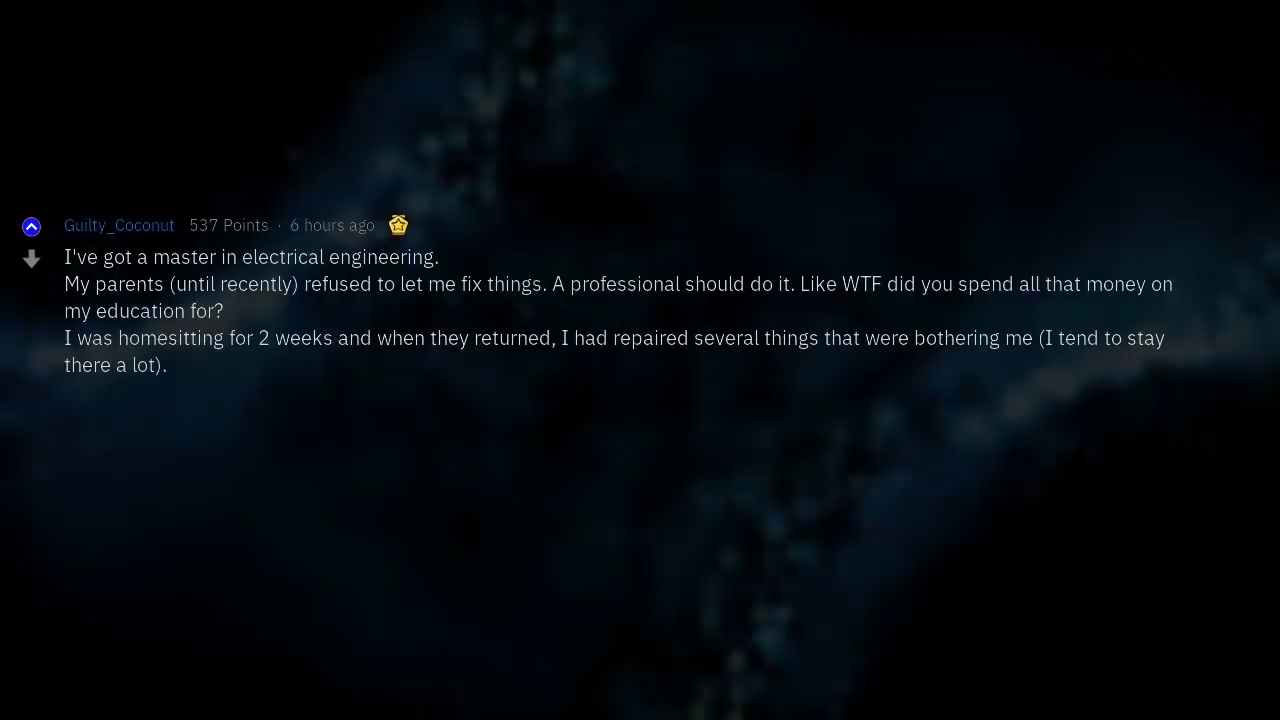 Guilty_Coconut 537 Points · 6 hours ago
I've got a master in electrical engineering.
My parents (until recently) refused to let me fix things. A professional should do it. Like WTF did you spend all that money on
my education for?
I was homesitting for 2 weeks and when they returned, I had repaired several things that were bothering me (I tend to stay
there a lot).